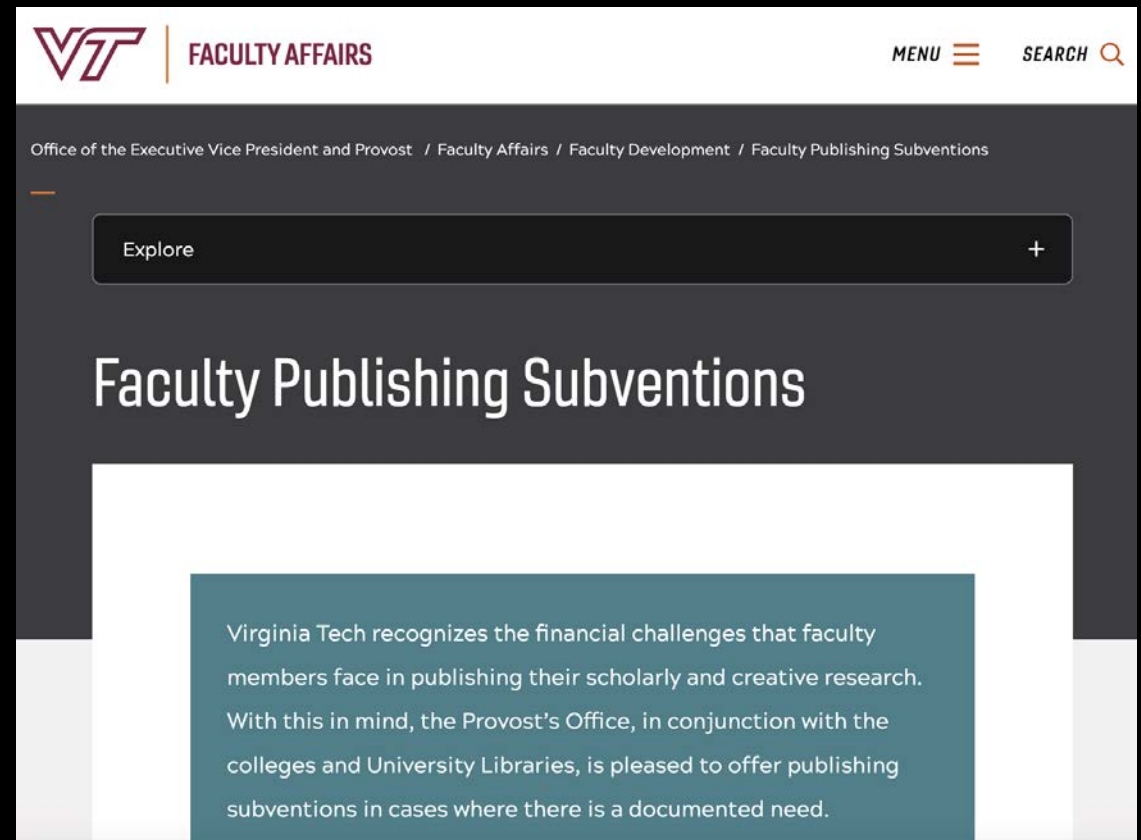 VT | FACULTY AFFAIRS MENU SEARCH
Office of the Executive Vice President and Provost / Faculty Affairs / Faculty Development / Faculty Publishing Subventions
Explore +
Faculty Publishing Subventions
Virginia Tech recognizes the financial challenges that faculty
members face in publishing their scholarly and creative research.
With this in mind, the Provost’s Office, in conjunction with the
colleges and University Libraries, is pleased to offer publishing
subventions in cases where there is a documented need.